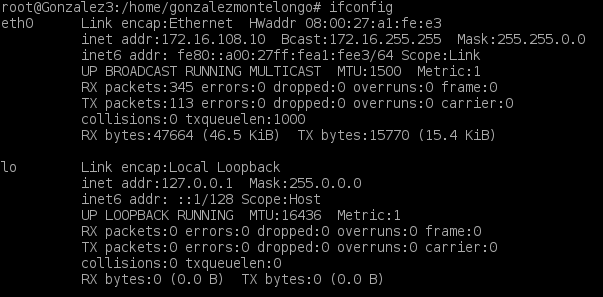 root@Gonzalez3:/home/gonzalezmontelongo# ifconfig
eth0      Link encap:Ethernet  HWaddr 08:00:27:a1:fe:e3
          inet addr:172.16.108.10  Bcast:172.16.255.255  Mask:255.255.0.0
          inet6 addr: fe80::a00:27ff:fea1:fee3/64 Scope:Link
          UP BROADCAST RUNNING MULTICAST  MTU:1500  Metric:1
          RX packets:345 errors:0 dropped:0 overruns:0 frame:0
          TX packets:113 errors:0 dropped:0 overruns:0 carrier:0
          collisions:0 txqueuelen:1000
          RX bytes:47664 (46.5 KiB)  TX bytes:15770 (15.4 KiB)

lo        Link encap:Local Loopback
          inet addr:127.0.0.1  Mask:255.0.0.0
          inet6 addr: ::1/128 Scope:Host
          UP LOOPBACK RUNNING  MTU:16436  Metric:1
          RX packets:0 errors:0 dropped:0 overruns:0 frame:0
          TX packets:0 errors:0 dropped:0 overruns:0 carrier:0
          collisions:0 txqueuelen:0
          RX bytes:0 (0.0 B)  TX bytes:0 (0.0 B)